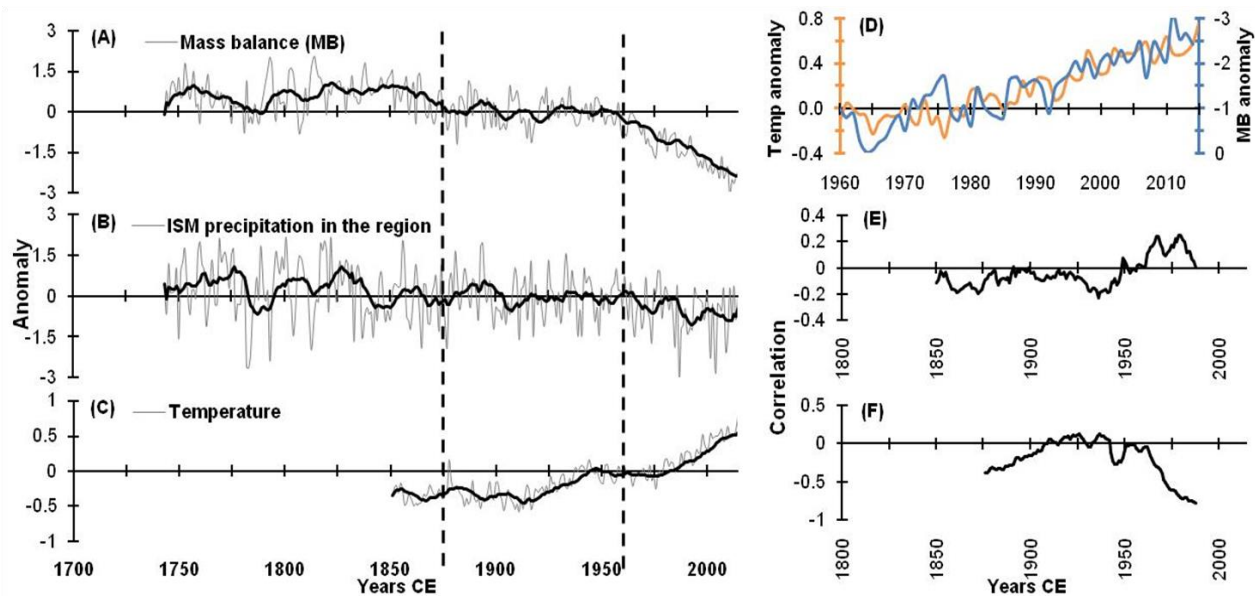 (A)
Mass balance (MB)
3
1.5
0
-1.5
-3
(B)
ISM precipitation in the region
3
1.5
0
-1.5
-3
Anomaly
(C)
Temperature
1
0.5
0
-0.5
-1
1700 1750 1800 1850 1900 1950 2000
Years CE
(D)
Temp anomaly
0.8
0.4
0.0
-0.4
MB anomaly
-3
-2
-1
0
1960 1970 1980 1990 2000 2010
(E)
0.4
0.2
0
-0.2
-0.4
1800 1850 1900 1950 2000
Correlation
(F)
0.5
0
-0.5
-1
1800 1850 1900 1950 2000
Years CE